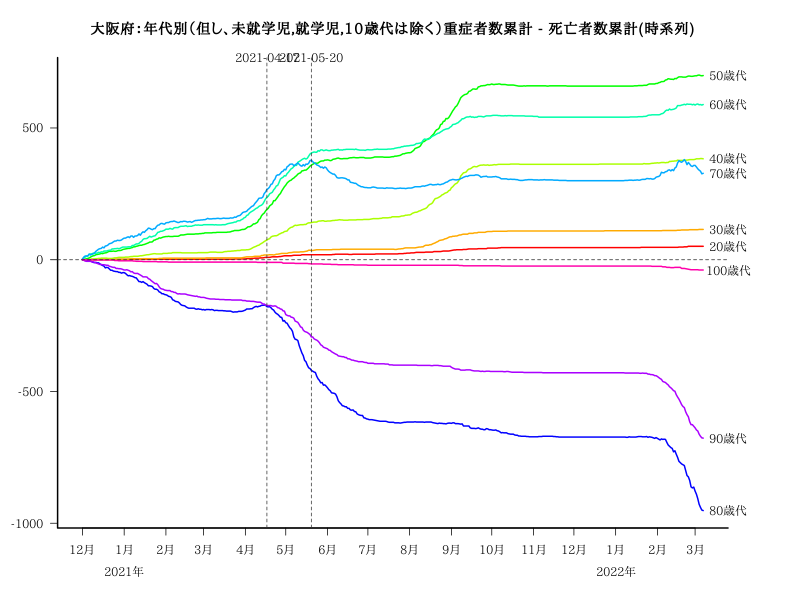 大阪府：年代別（但し、未就学児,就学児,10歳代は除く）重症者数累計 - 死亡者数累計(時系列)
2021-04-17
2021-05-20
50歳代
60歳代
500
40歳代
70歳代
30歳代
20歳代
0
100歳代
-500
90歳代
80歳代
-1000
12月 1月 2月 3月 4月 5月 6月 7月 8月 9月 10月 11月 12月 1月 2月 3月
2021年 2022年